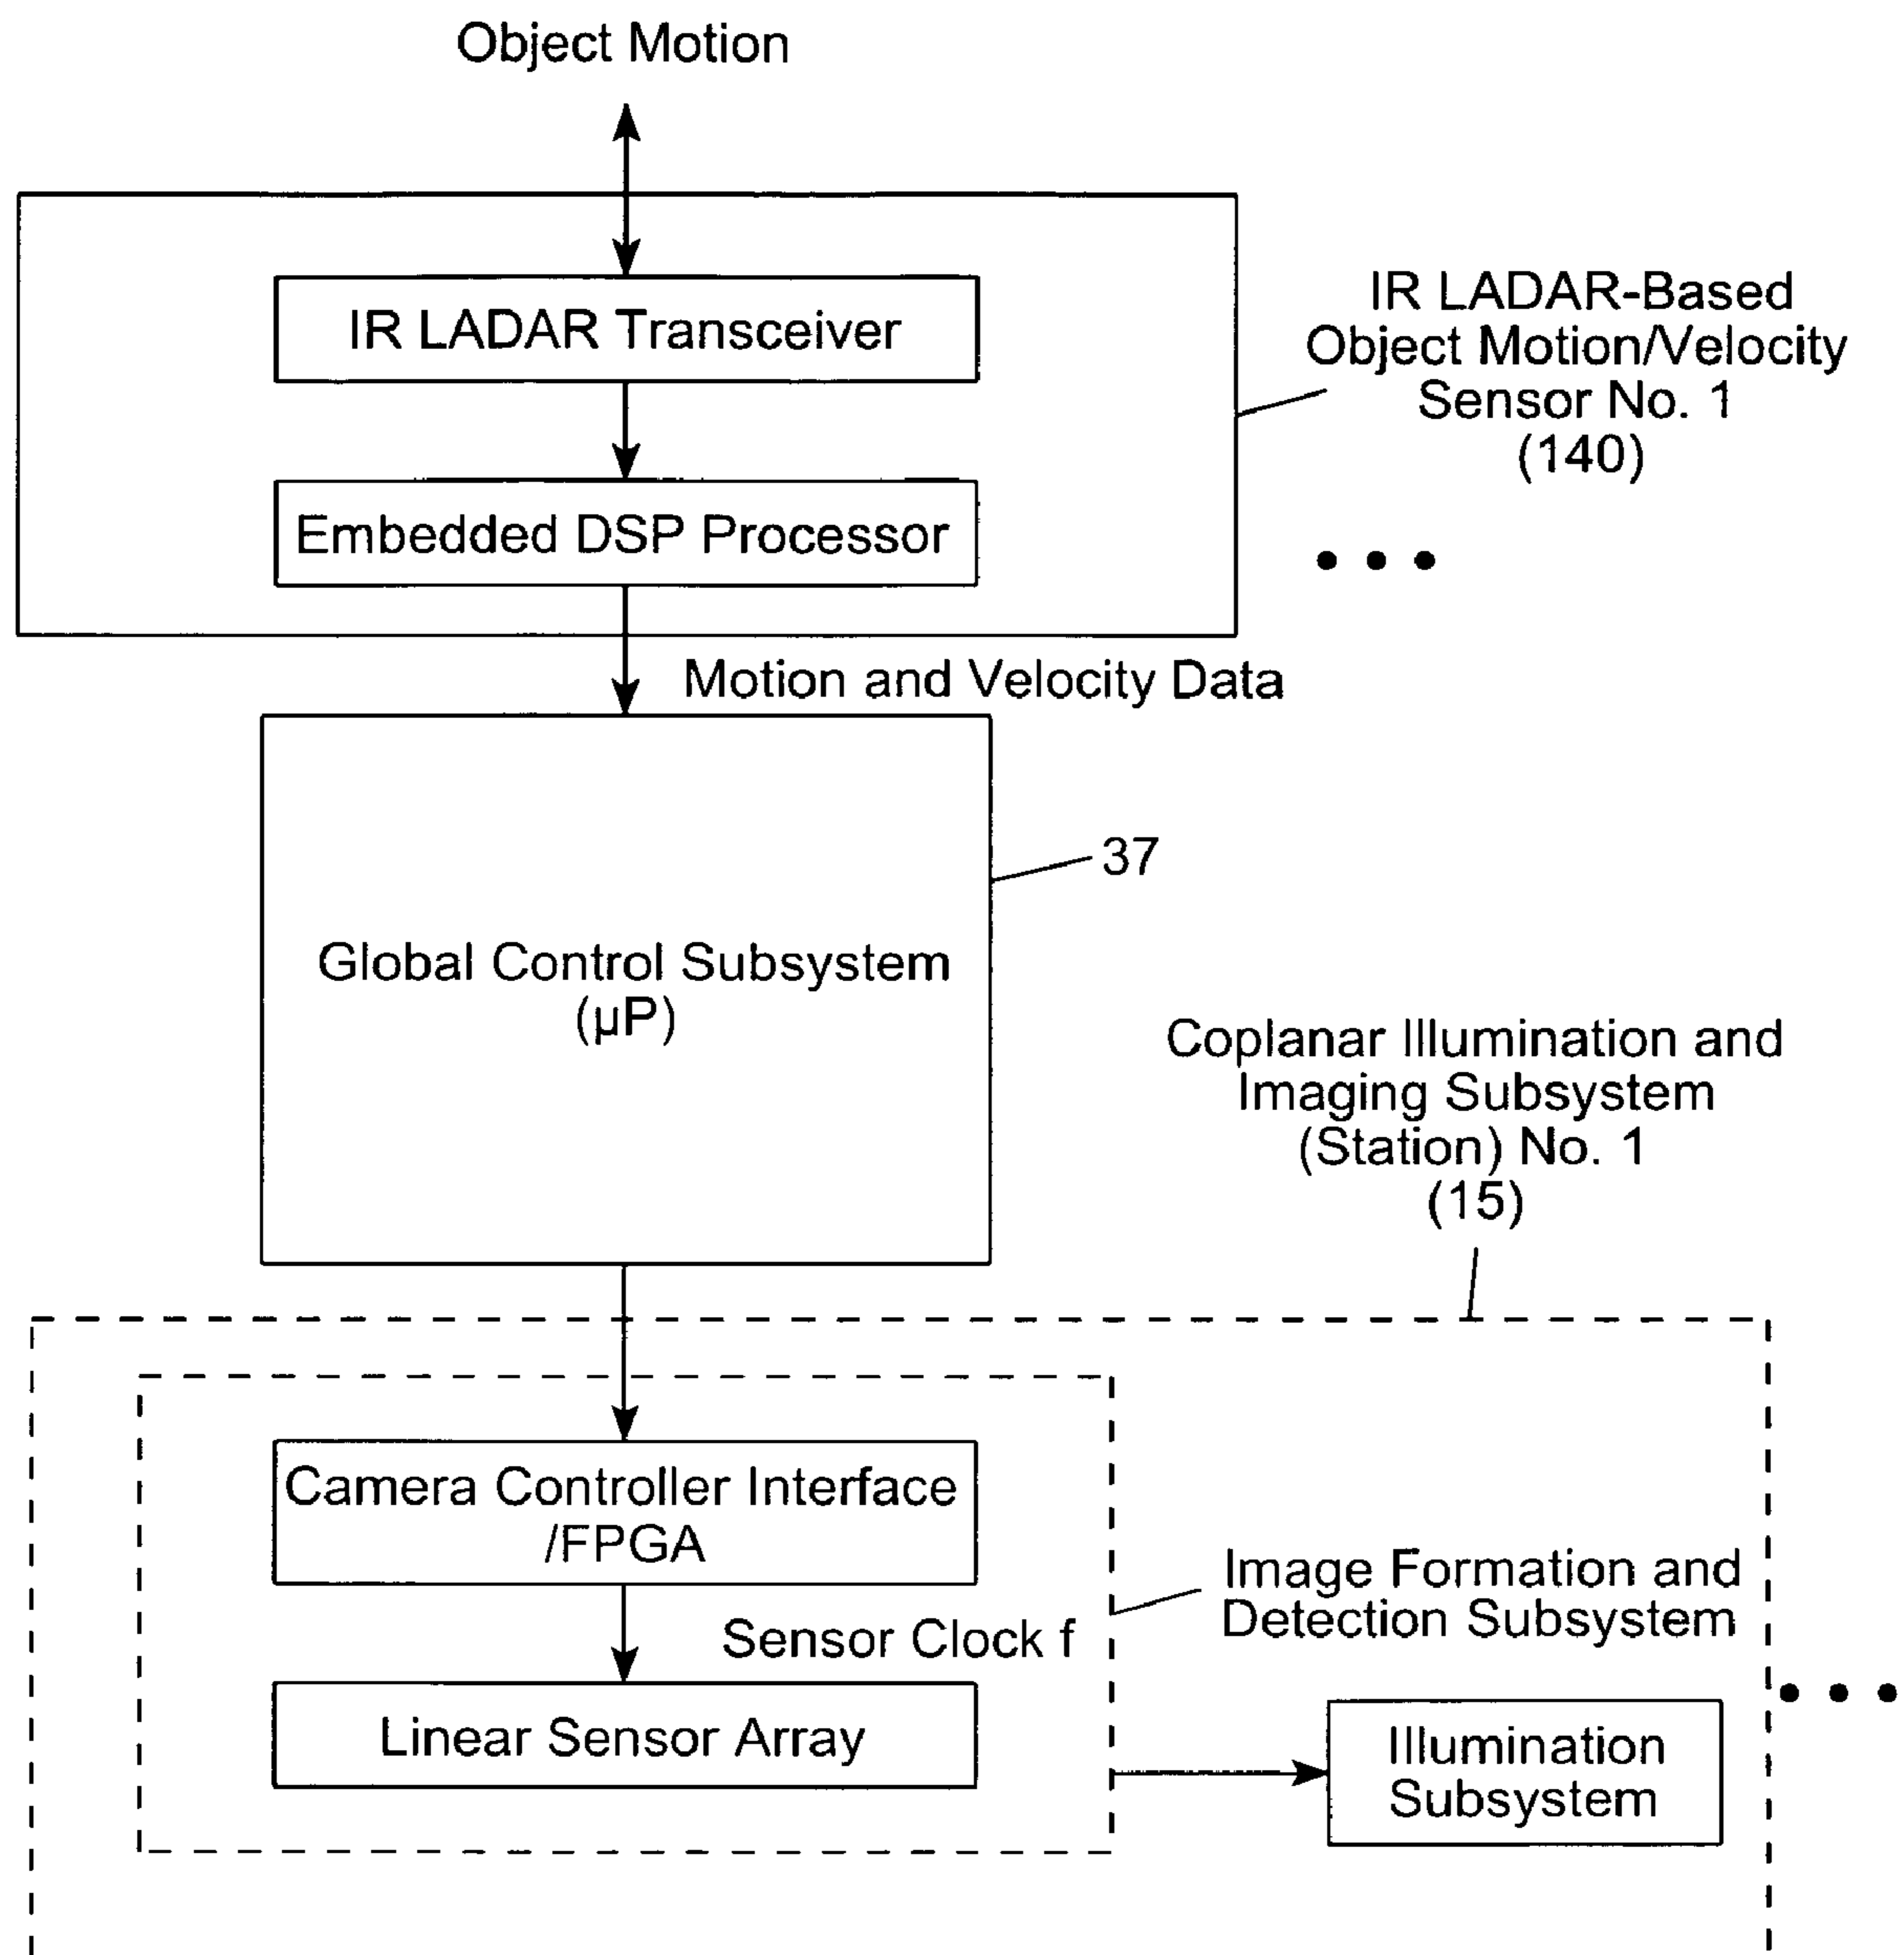 Object Motion
IR LADAR Transceiver
IR LADAR-Based
Object Motion/Velocity
Sensor No. 1
(140)
Embedded DSP Processor
Motion and Velocity Data
37
Global Control Subsystem
(µP)
Coplanar Illumination and
Imaging Subsystem
(Station) No. 1
(15)
Camera Controller Interface
/FPGA
Image Formation and
Detection Subsystem
Sensor Clock f
Linear Sensor Array
Illumination
Subsystem